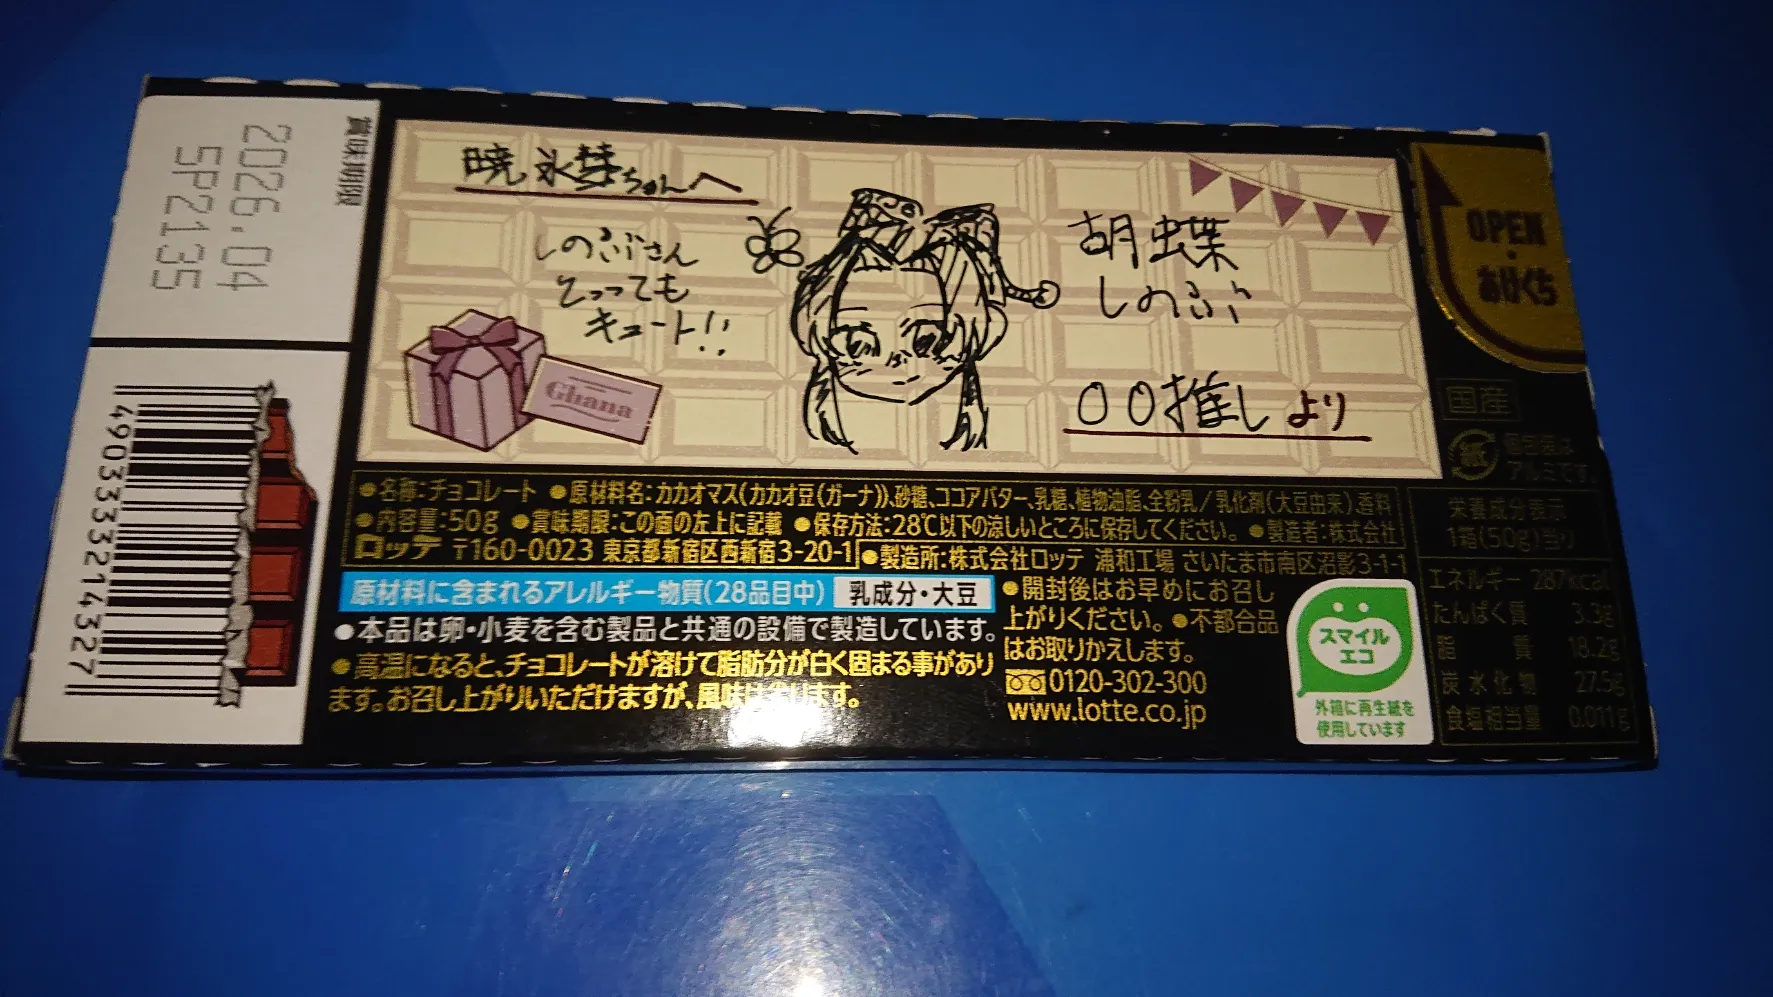 賞味期限
2026.04
5P2135
4903333214327
暁 氷彗ちゃんへ
しのぶさん
とっても
キュート!!
Ghana
胡蝶
しのぶ
〇〇推しより
OPEN
・
あけぐち
国産
紙
個包装は
アルミです。
●名称:チョコレート ●原材料名:カカオマス(カカオ豆(ガーナ))、砂糖、ココアバター、乳糖、植物油脂、全粉乳/乳化剤(大豆由来)、香料
●内容量:50g ●賞味期限:この面の左上に記載 ●保存方法:28℃以下の涼しいところに保存してください。 ●製造者:株式会社
ロッテ 〒160-0023 東京都新宿区西新宿3-20-1
●製造所:株式会社ロッテ 浦和工場 さいたま市南区沼影3-1-1
原材料に含まれるアレルギー物質(28品目中) 乳成分・大豆
●本品は卵・小麦を含む製品と共通の設備で製造しています。
●高温になると、チョコレートが溶けて脂肪分が白く固まる事があり
ます。お召し上がりいただけますが、風味は劣ります。
●開封後はお早めにお召し
上がりください。●不都合品
はお取りかえします。
0120-302-300
www.lotte.co.jp
スマイル
エコ
外箱に再生紙を
使用しています
栄養成分表示
1箱(50g)当り
エネルギー 287kcal
たんぱく質 3.3g
脂質 18.2g
炭水化物 27.5g
食塩相当量 0.011g